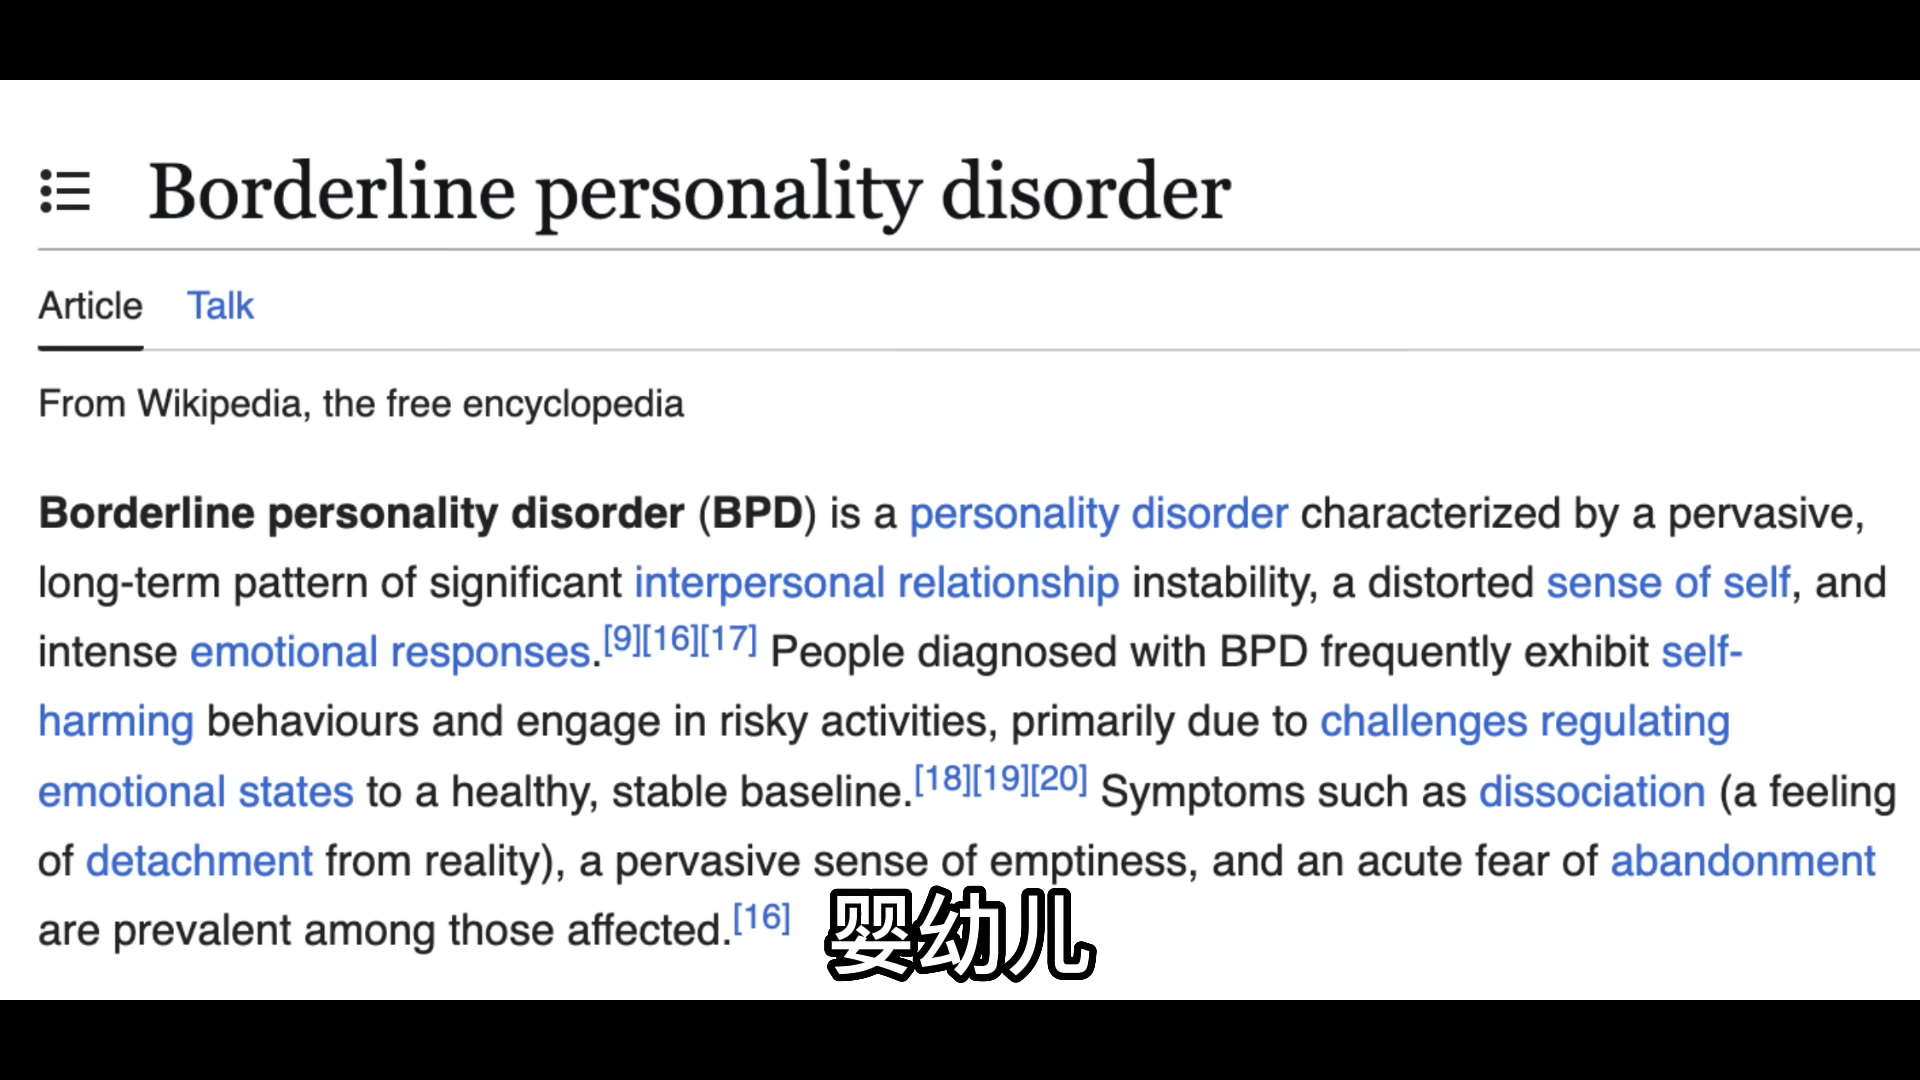 Borderline personality disorder
Article Talk
From Wikipedia, the free encyclopedia
Borderline personality disorder (BPD) is a personality disorder characterized by a pervasive,
long-term pattern of significant interpersonal relationship instability, a distorted sense of self, and
intense emotional responses.[9][16][17] People diagnosed with BPD frequently exhibit self-
harming behaviours and engage in risky activities, primarily due to challenges regulating
emotional states to a healthy, stable baseline.[18][19][20] Symptoms such as dissociation (a feeling
of detachment from reality), a pervasive sense of emptiness, and an acute fear of abandonment
are prevalent among those affected.[16]
婴幼儿